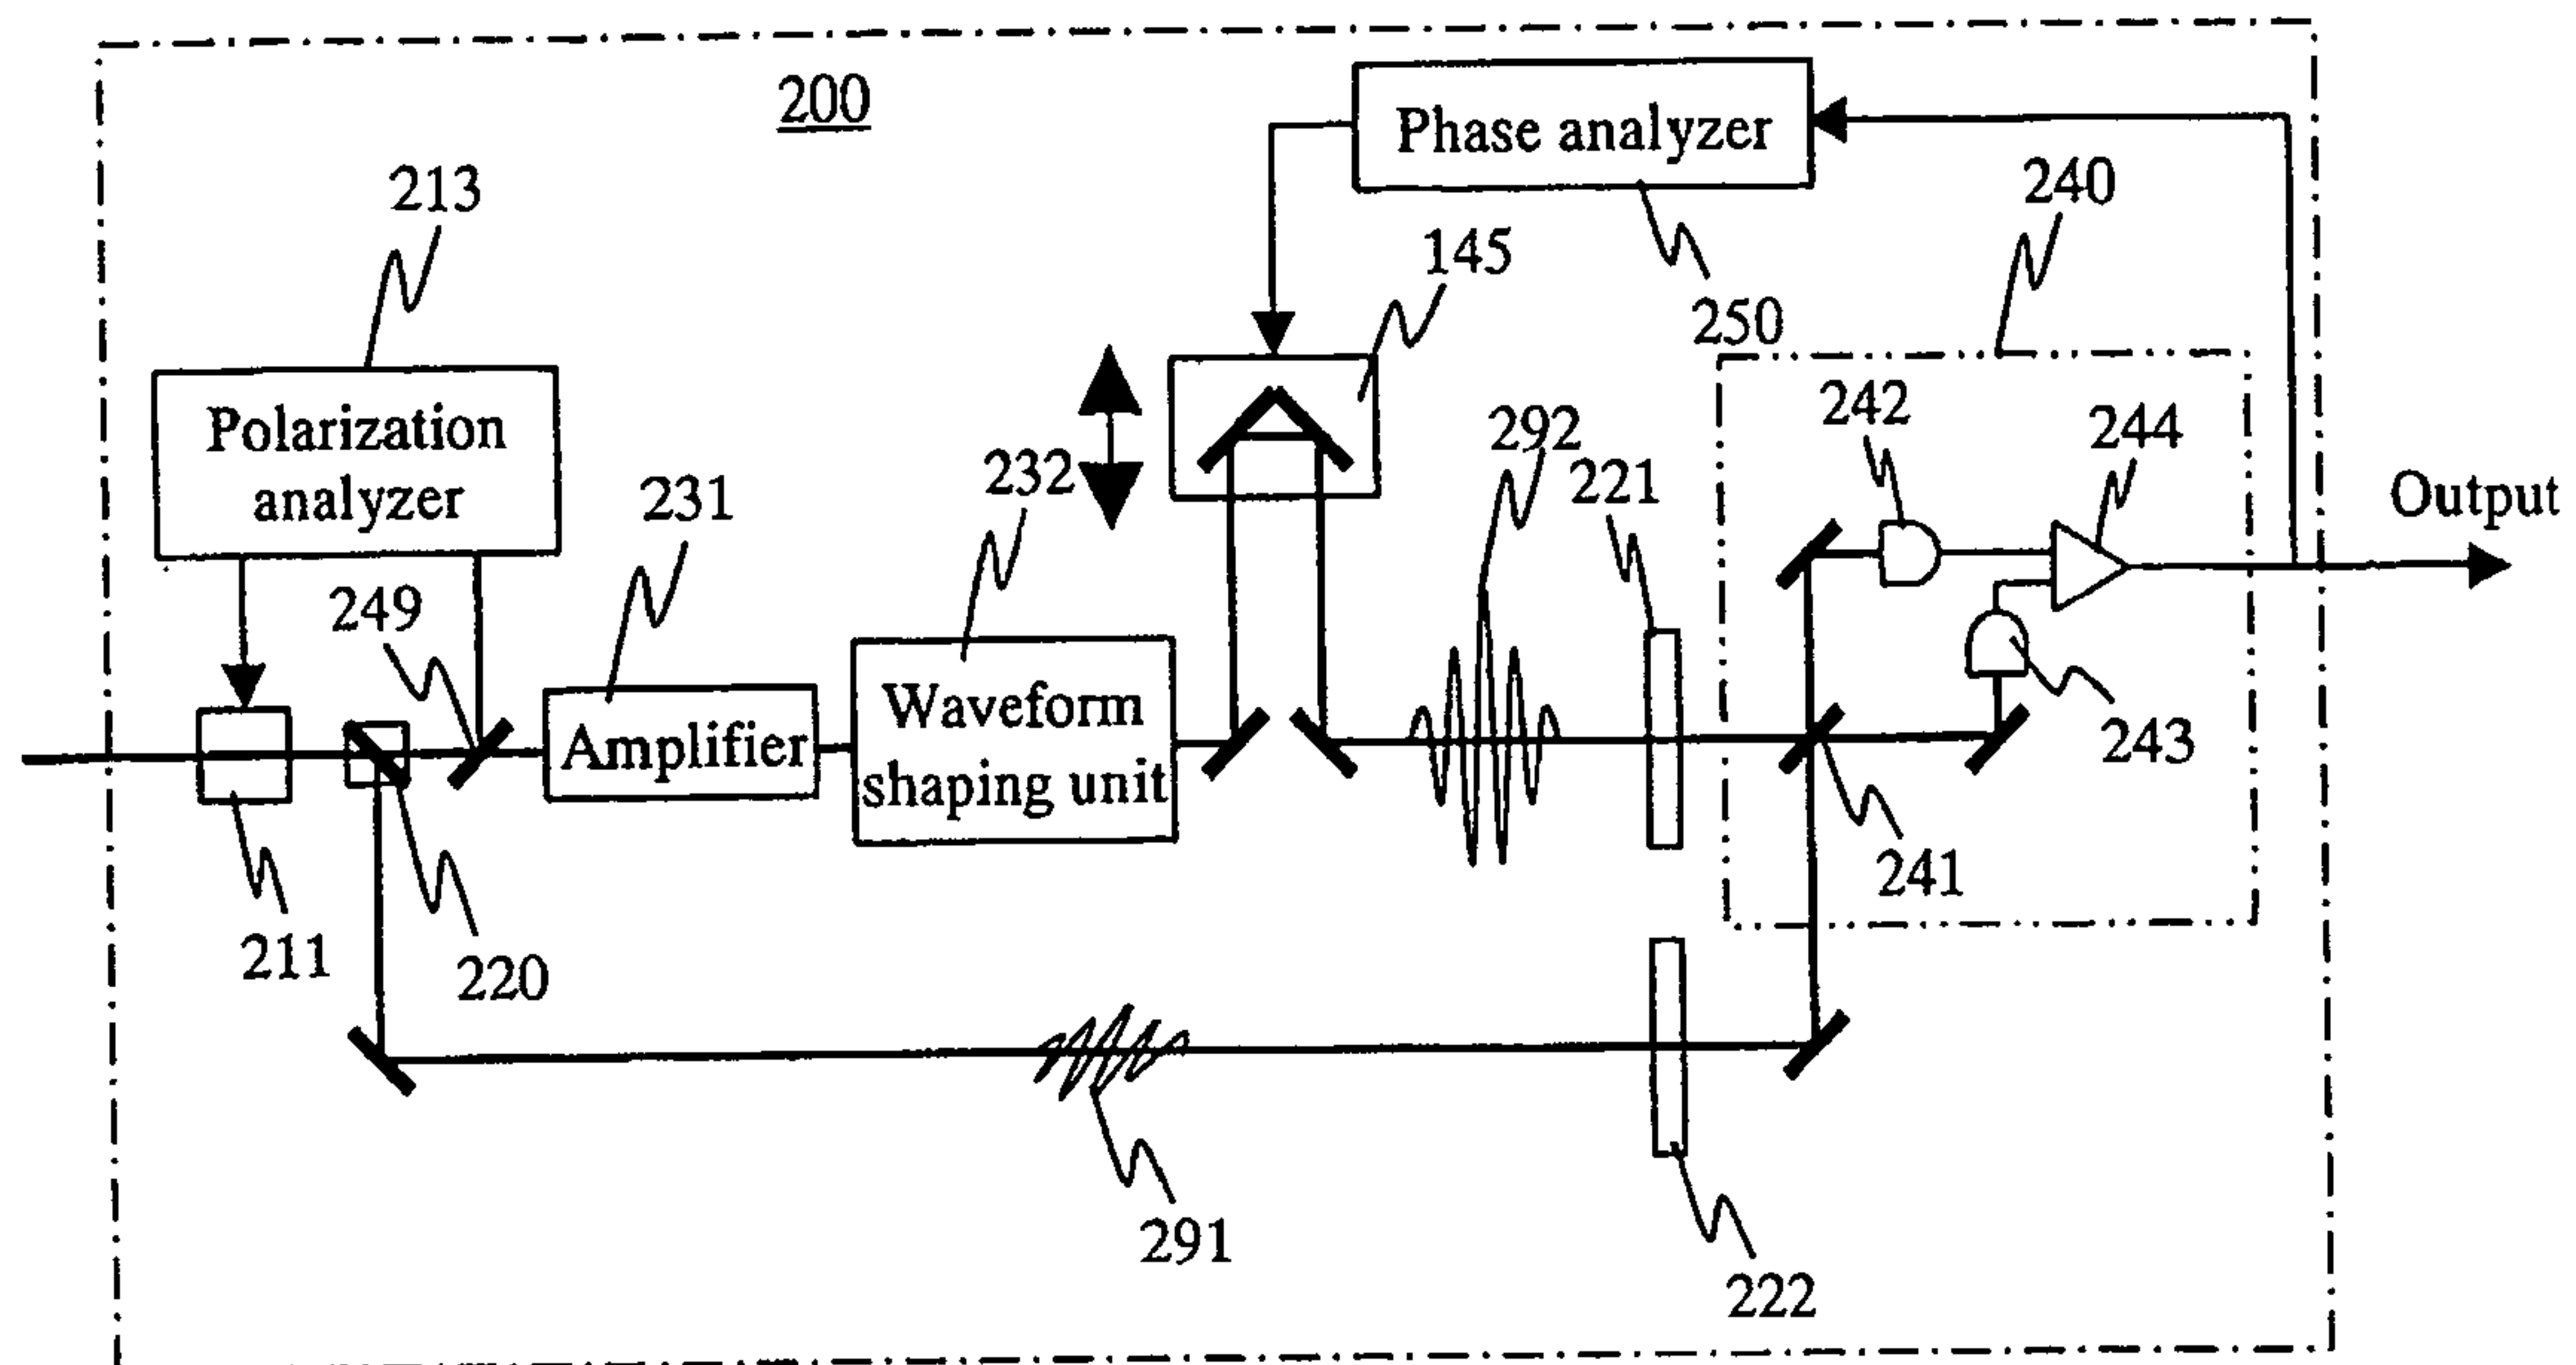 200
Phase analyzer
213
240
145
250
Polarization
analyzer
242
244
292
221
232
231
Output
249
Waveform
shaping unit
Amplifier
243
241
211
220
291
222